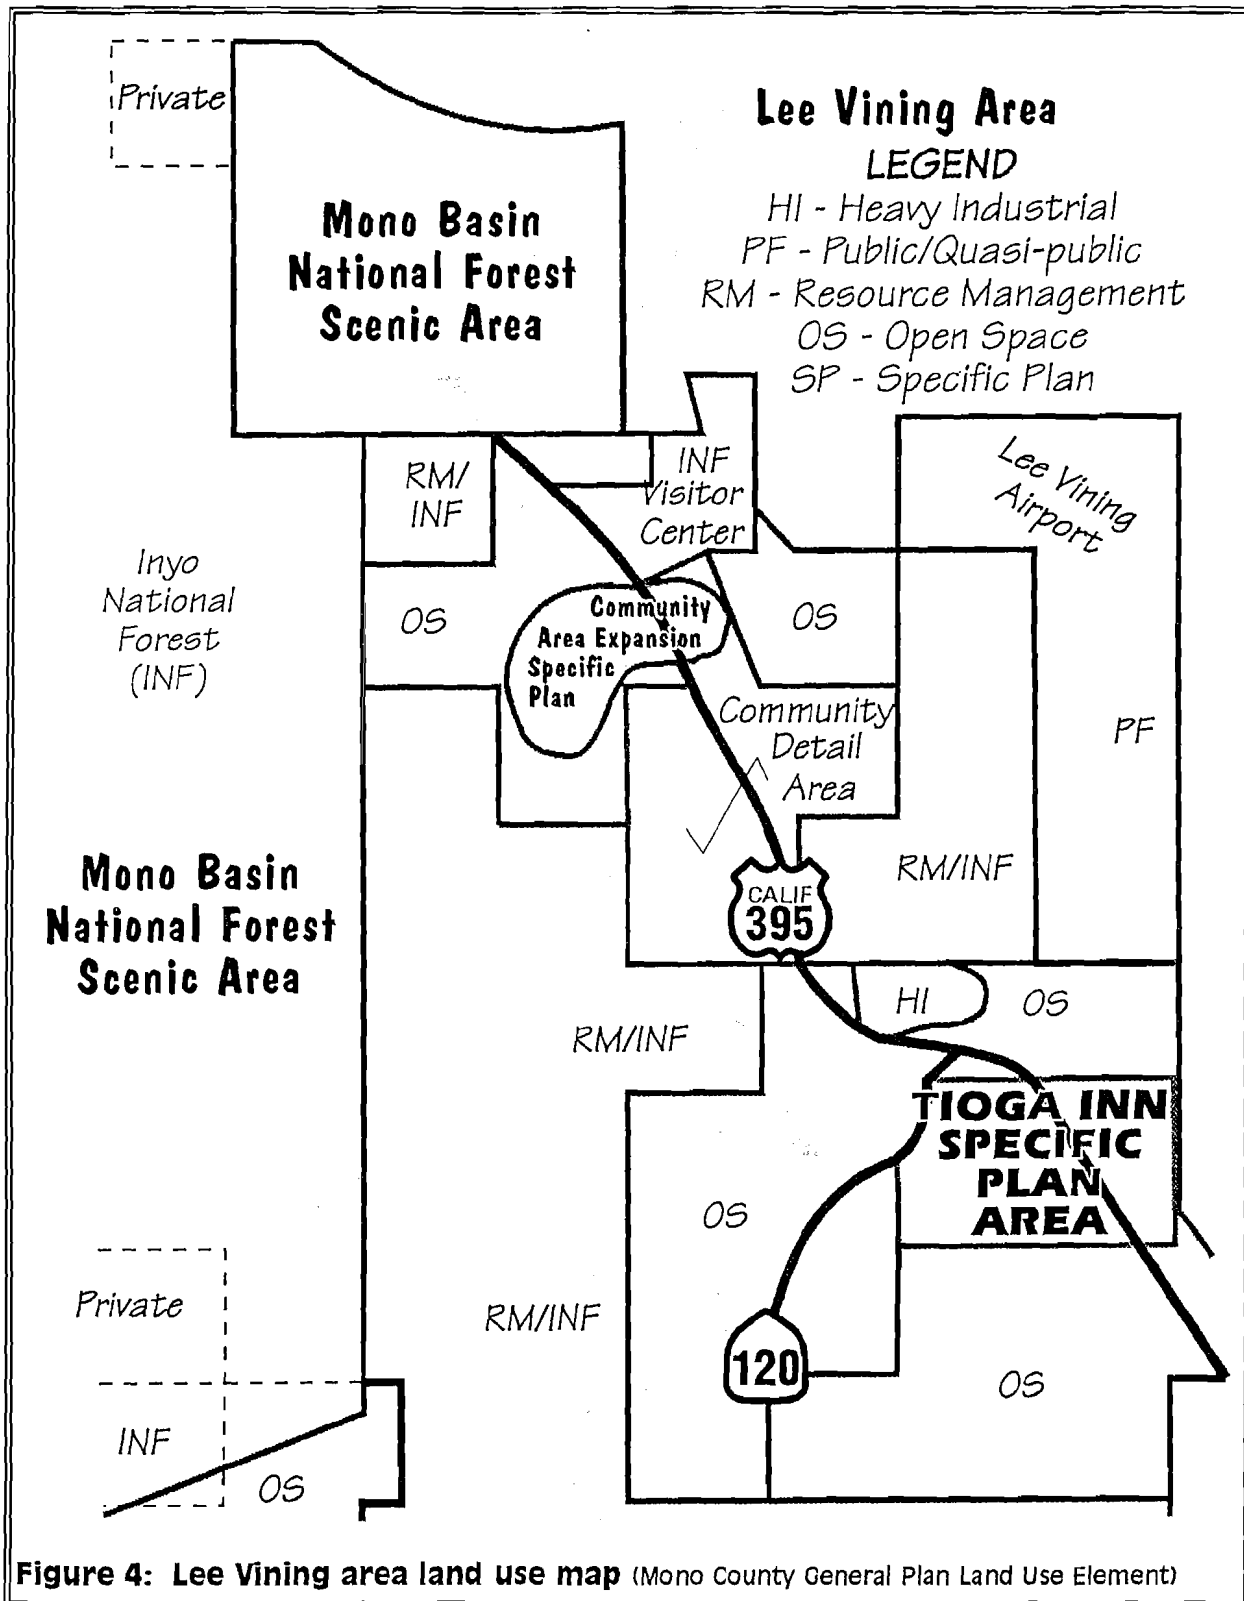 Private
Lee Vining Area
LEGEND
HI - Heavy Industrial
PF - Public/Quasi-public
RM - Resource Management
OS - Open Space
SP - Specific Plan
Mono Basin
National Forest
Scenic Area
RM/
INF
INF
Visitor
Center
Lee Vining
Airport
Inyo
National
Forest
(INF)
OS
Community
Area Expansion
Specific
Plan
OS
Community
Detail
Area
PF
Mono Basin
National Forest
Scenic Area
CALIF
395
RM/INF
HI
OS
RM/INF
TIOGA INN
SPECIFIC
PLAN
AREA
OS
Private
RM/INF
120
OS
INF
OS
Figure 4: Lee Vining area land use map (Mono County General Plan Land Use Element)